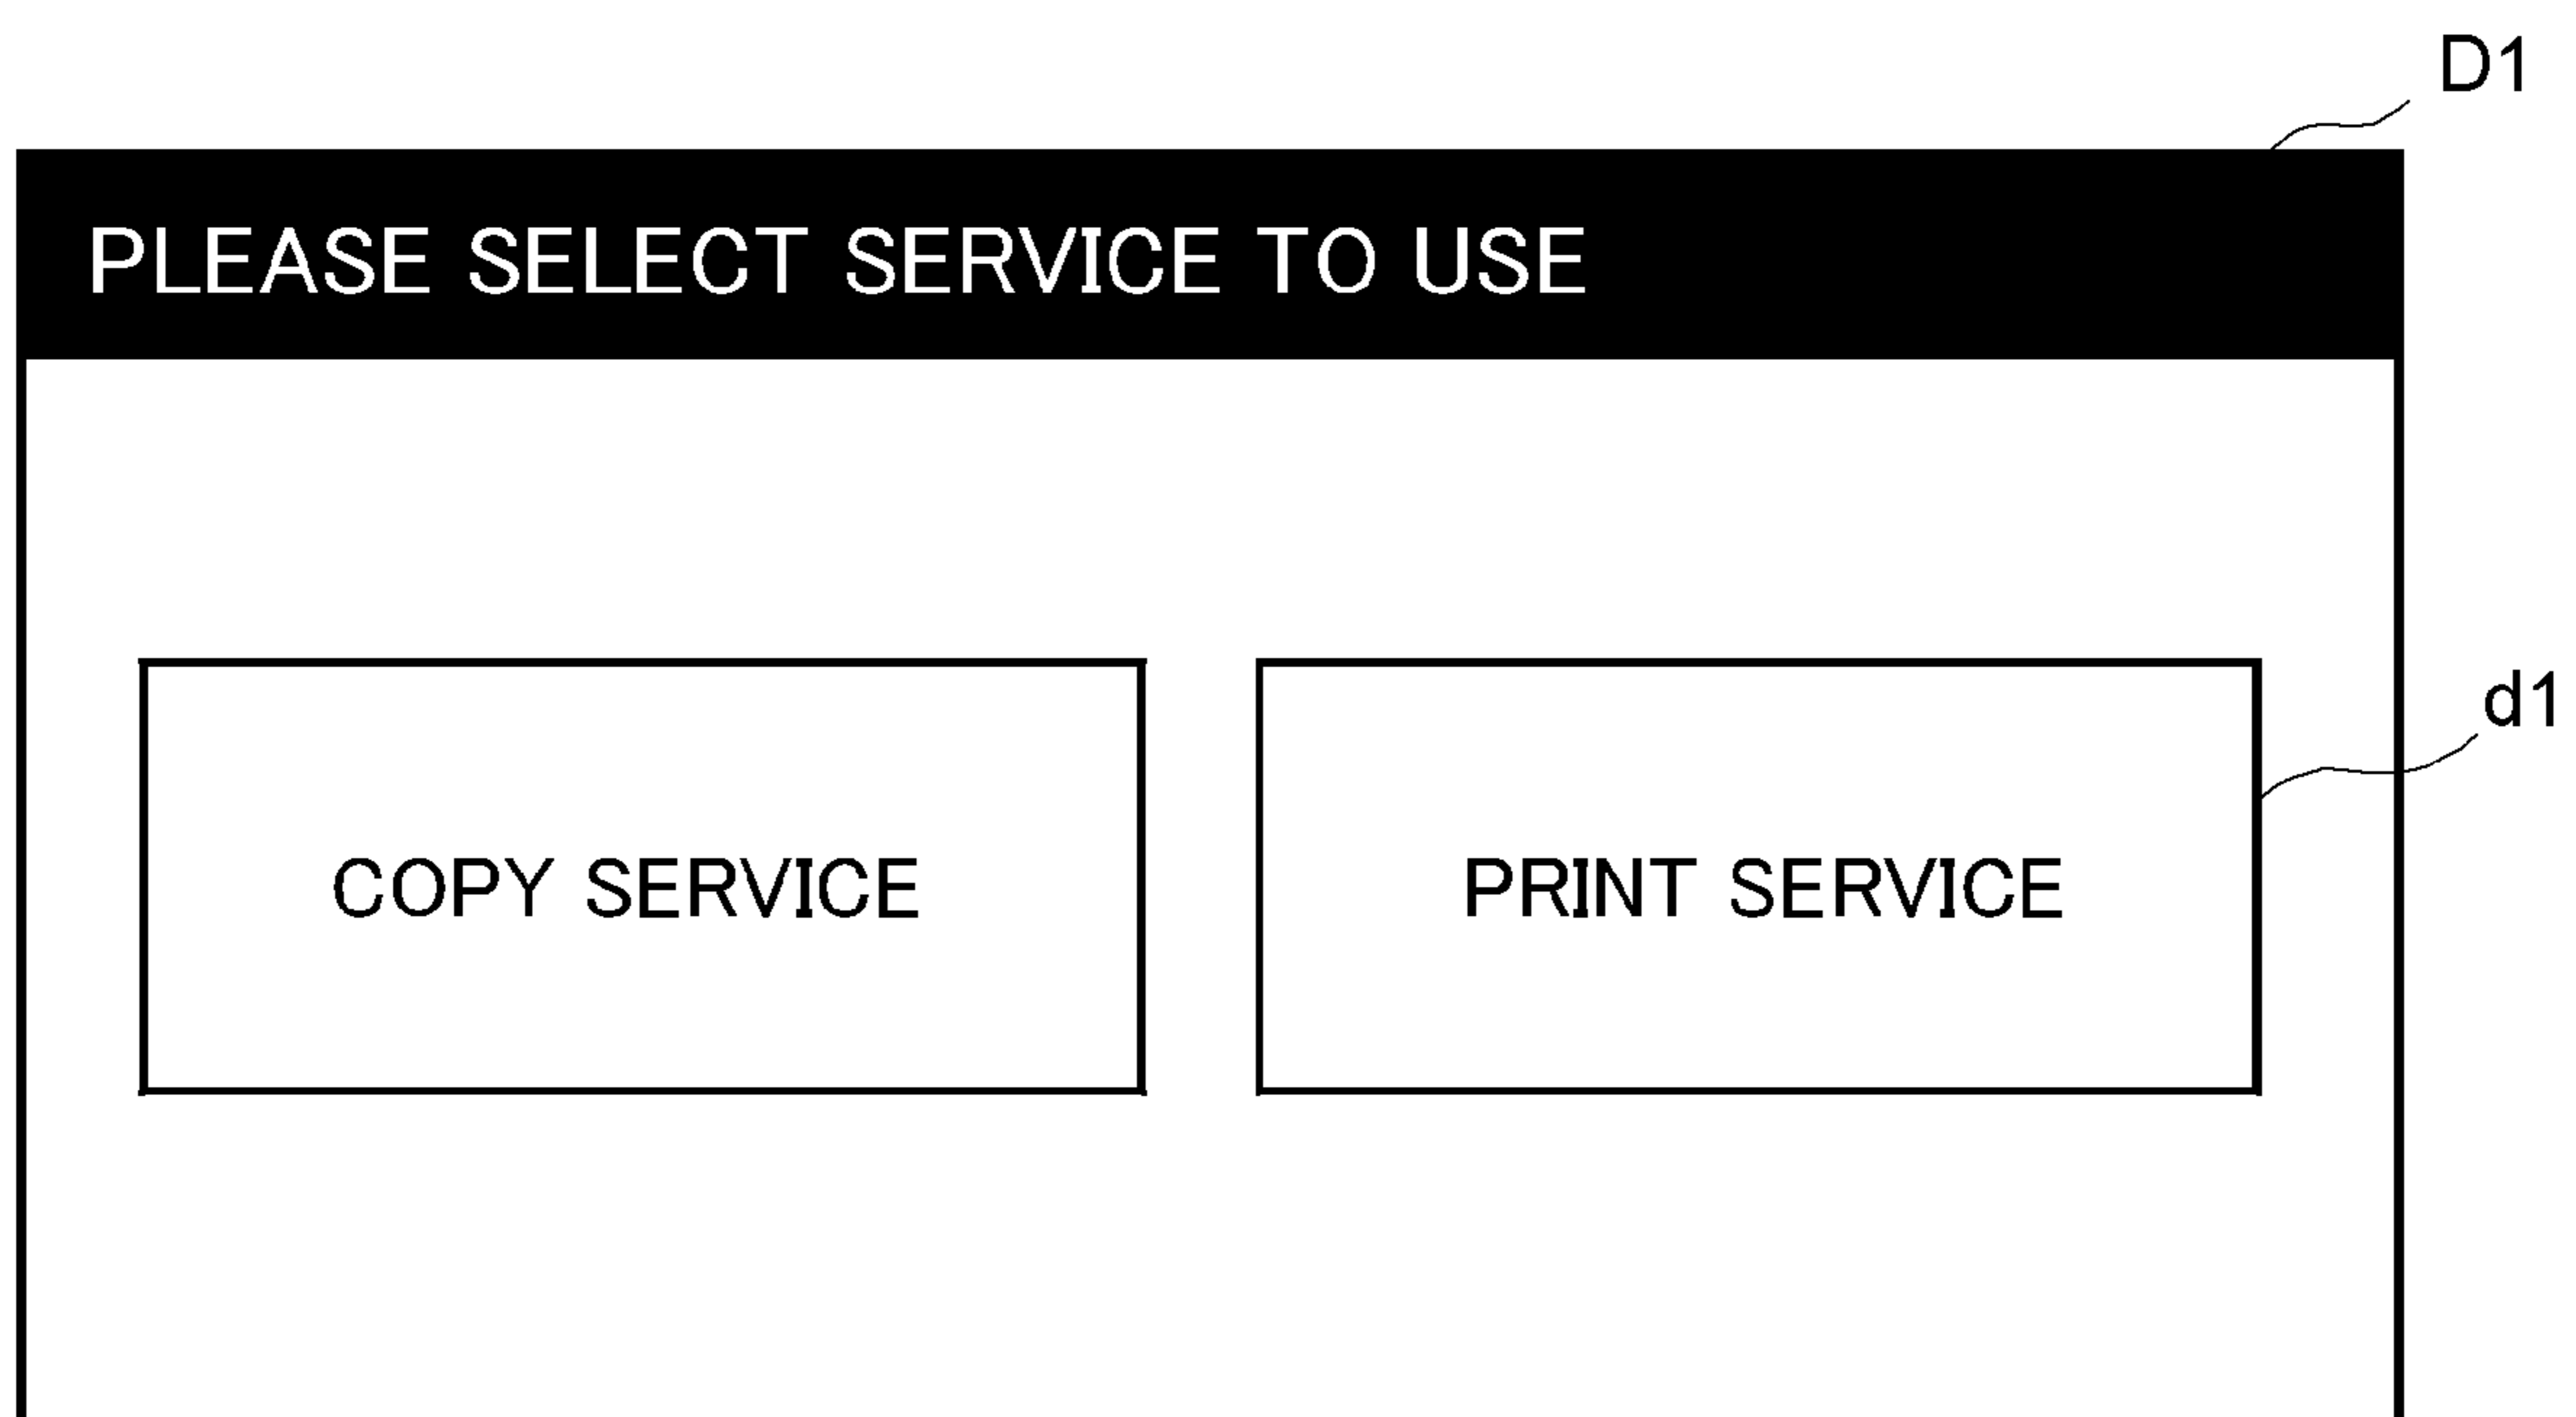 D1
PLEASE SELECT SERVICE TO USE
d1
COPY SERVICE
PRINT SERVICE